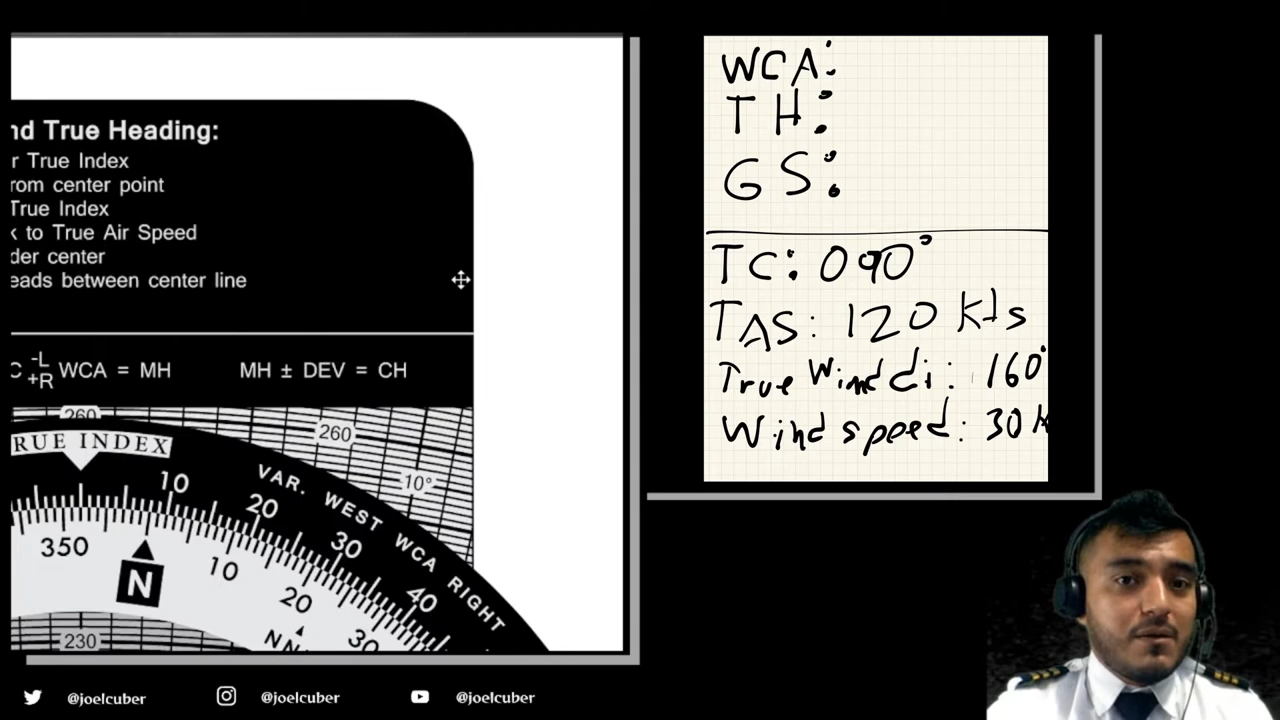 nd True Heading:
r True Index
rom center point
True Index
k to True Air Speed
der center
eads between center line
C -L +R WCA = MH MH ± DEV = CH
260
260
RUE INDEX
10°
VAR. WEST WCA RIGHT
10 20 30 40
350 N 10 20 30
NN
230
WCA:
TH:
GS:
TC: 090°
TAS: 120 kts
True Wind di: 160°
Wind speed: 30 k
@joelcuber @joelcuber @joelcuber